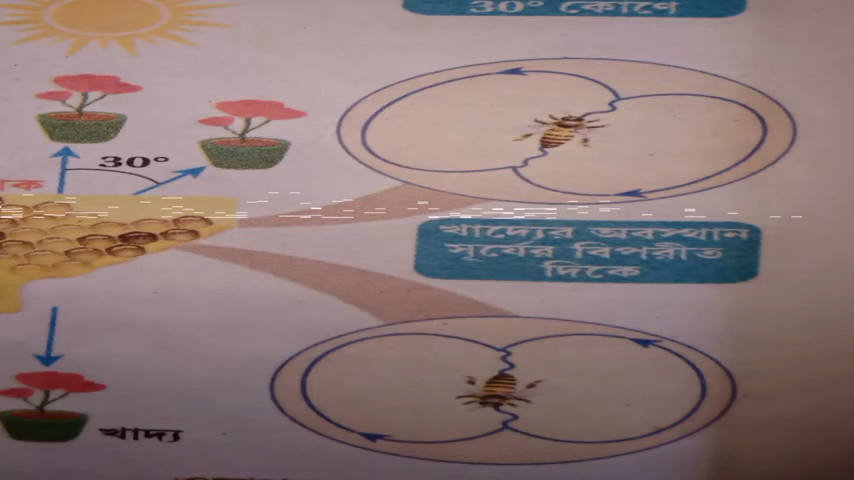 30° কোণে
30°
খাদ্যের অবস্থান
সূর্যের বিপরীত
দিকে
খাদ্য